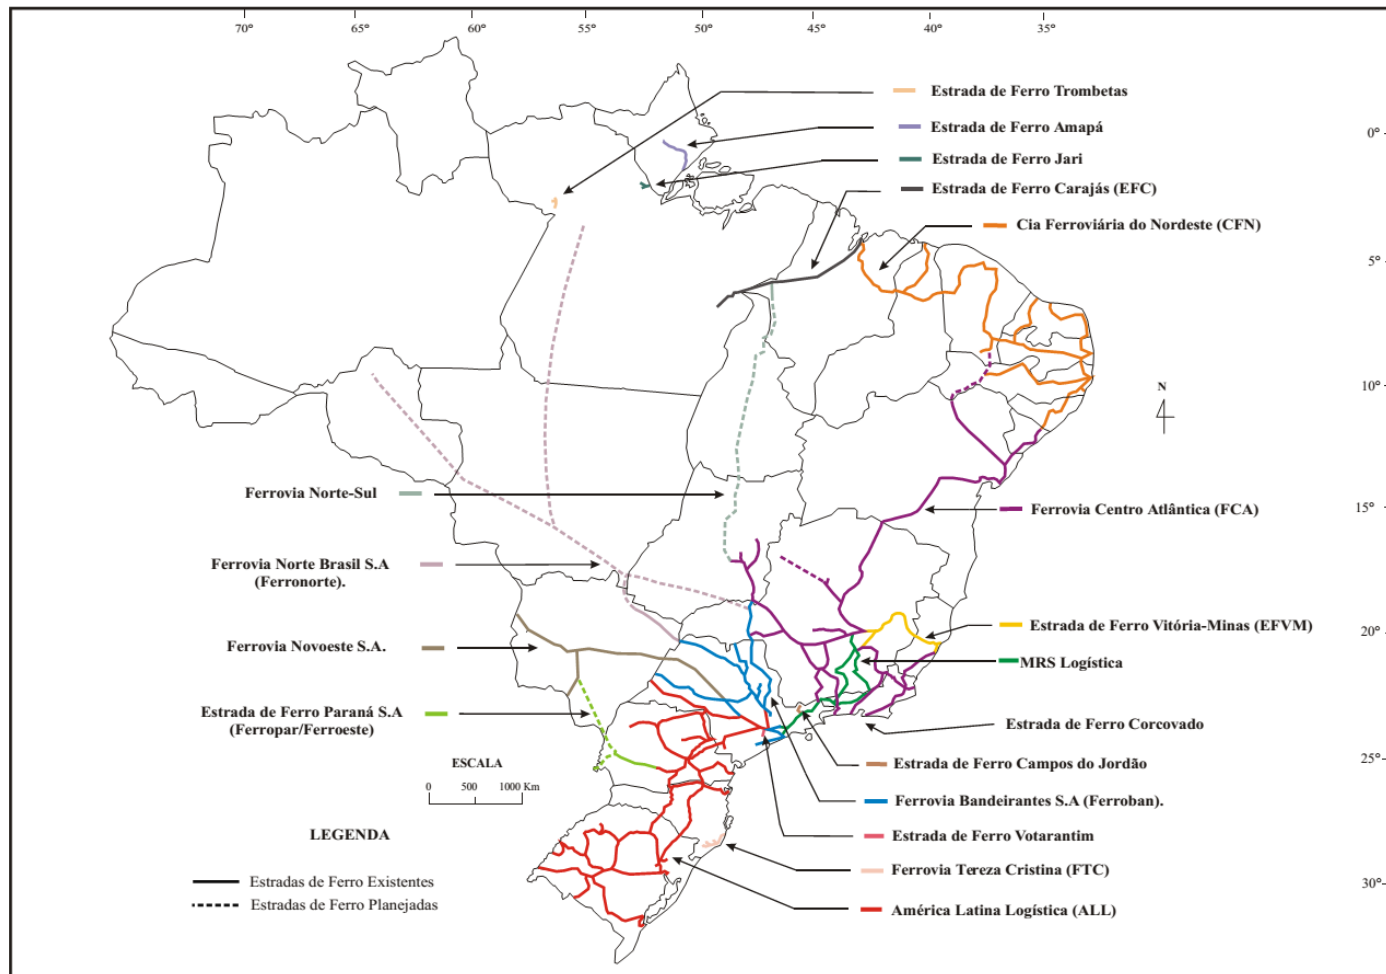 70°
65°
60°
55°
50°
45°
40°
35°
Estrada de Ferro Trombetas
Estrada de Ferro Amapá
0°
Estrada de Ferro Jari
Estrada de Ferro Carajás (EFC)
Cia Ferroviária do Nordeste (CFN)
5°
10°
N
Ferrovia Norte-Sul
Ferrovia Centro Atlântica (FCA)
15°
Ferrovia Norte Brasil S.A
(Ferronorte).
Estrada de Ferro Vitória-Minas (EFVM)
20°
Ferrovia Novoeste S.A.
MRS Logística
Estrada de Ferro Paraná S.A
(Ferropar/Ferroeste)
Estrada de Ferro Corcovado
ESCALA
0 500 1000 Km
Estrada de Ferro Campos do Jordão
25°
Ferrovia Bandeirantes S.A (Ferroban).
LEGENDA
Estrada de Ferro Votarantim
Ferrovia Tereza Cristina (FTC)
Estradas de Ferro Existentes
30°
Estradas de Ferro Planejadas
América Latina Logística (ALL)